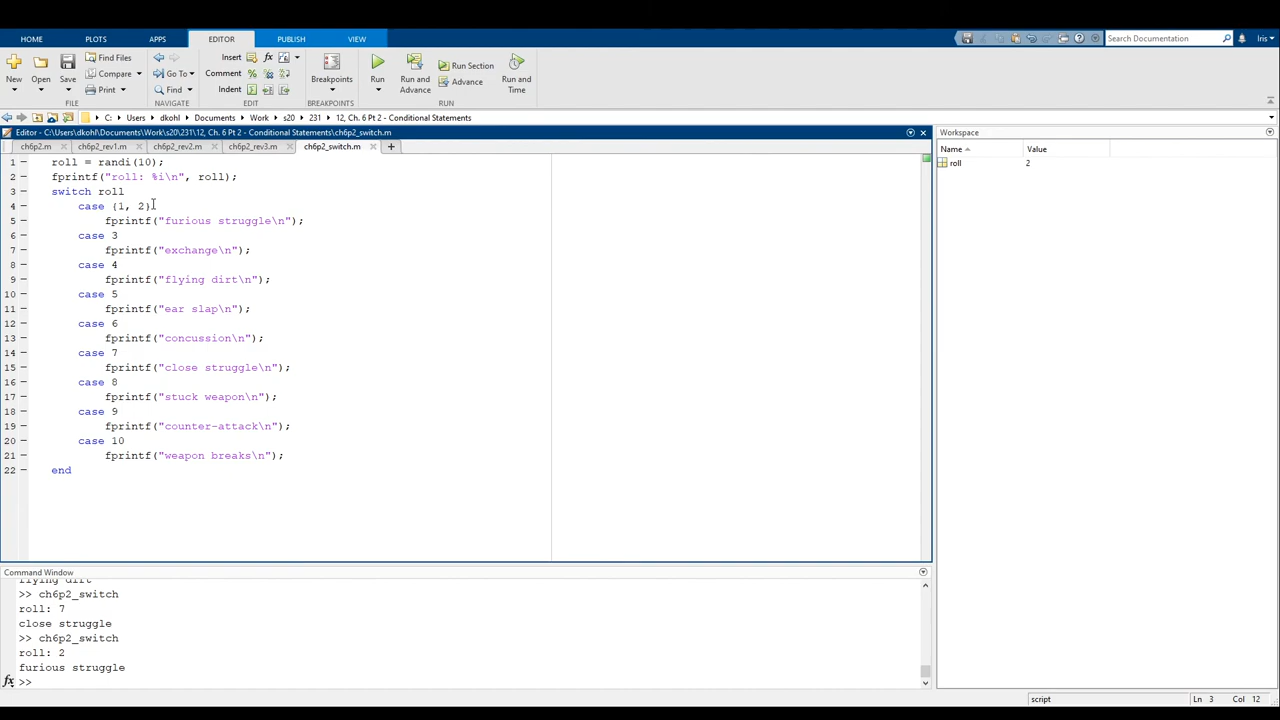 HOME PLOTS APPS EDITOR PUBLISH VIEW Search Documentation Iris
New Open Save Find Files Compare Print Go To Find Insert Comment Indent fx Breakpoints Run Run and Advance Run Section Advance Run and Time
FILE NAVIGATE EDIT BREAKPOINTS RUN
C: Users dkohl Documents Work s20 231 12, Ch. 6 Pt 2 - Conditional Statements
Editor - C:\Users\dkohl\Documents\Work\s20\231\12, Ch. 6 Pt 2 - Conditional Statements\ch6p2_switch.m
ch6p2.m ch6p2_rev1.m ch6p2_rev2.m ch6p2_rev3.m ch6p2_switch.m
1 roll = randi(10);
2 fprintf("roll: %i\n", roll);
3 switch roll
4 case {1, 2}
5 fprintf("furious struggle\n");
6 case 3
7 fprintf("exchange\n");
8 case 4
9 fprintf("flying dirt\n");
10 case 5
11 fprintf("ear slap\n");
12 case 6
13 fprintf("concussion\n");
14 case 7
15 fprintf("close struggle\n");
16 case 8
17 fprintf("stuck weapon\n");
18 case 9
19 fprintf("counter-attack\n");
20 case 10
21 fprintf("weapon breaks\n");
22 end
Workspace
Name Value
roll 2
Command Window
flying dirt
>> ch6p2_switch
roll: 7
close struggle
>> ch6p2_switch
roll: 2
furious struggle
fx >>
script Ln 3 Col 12